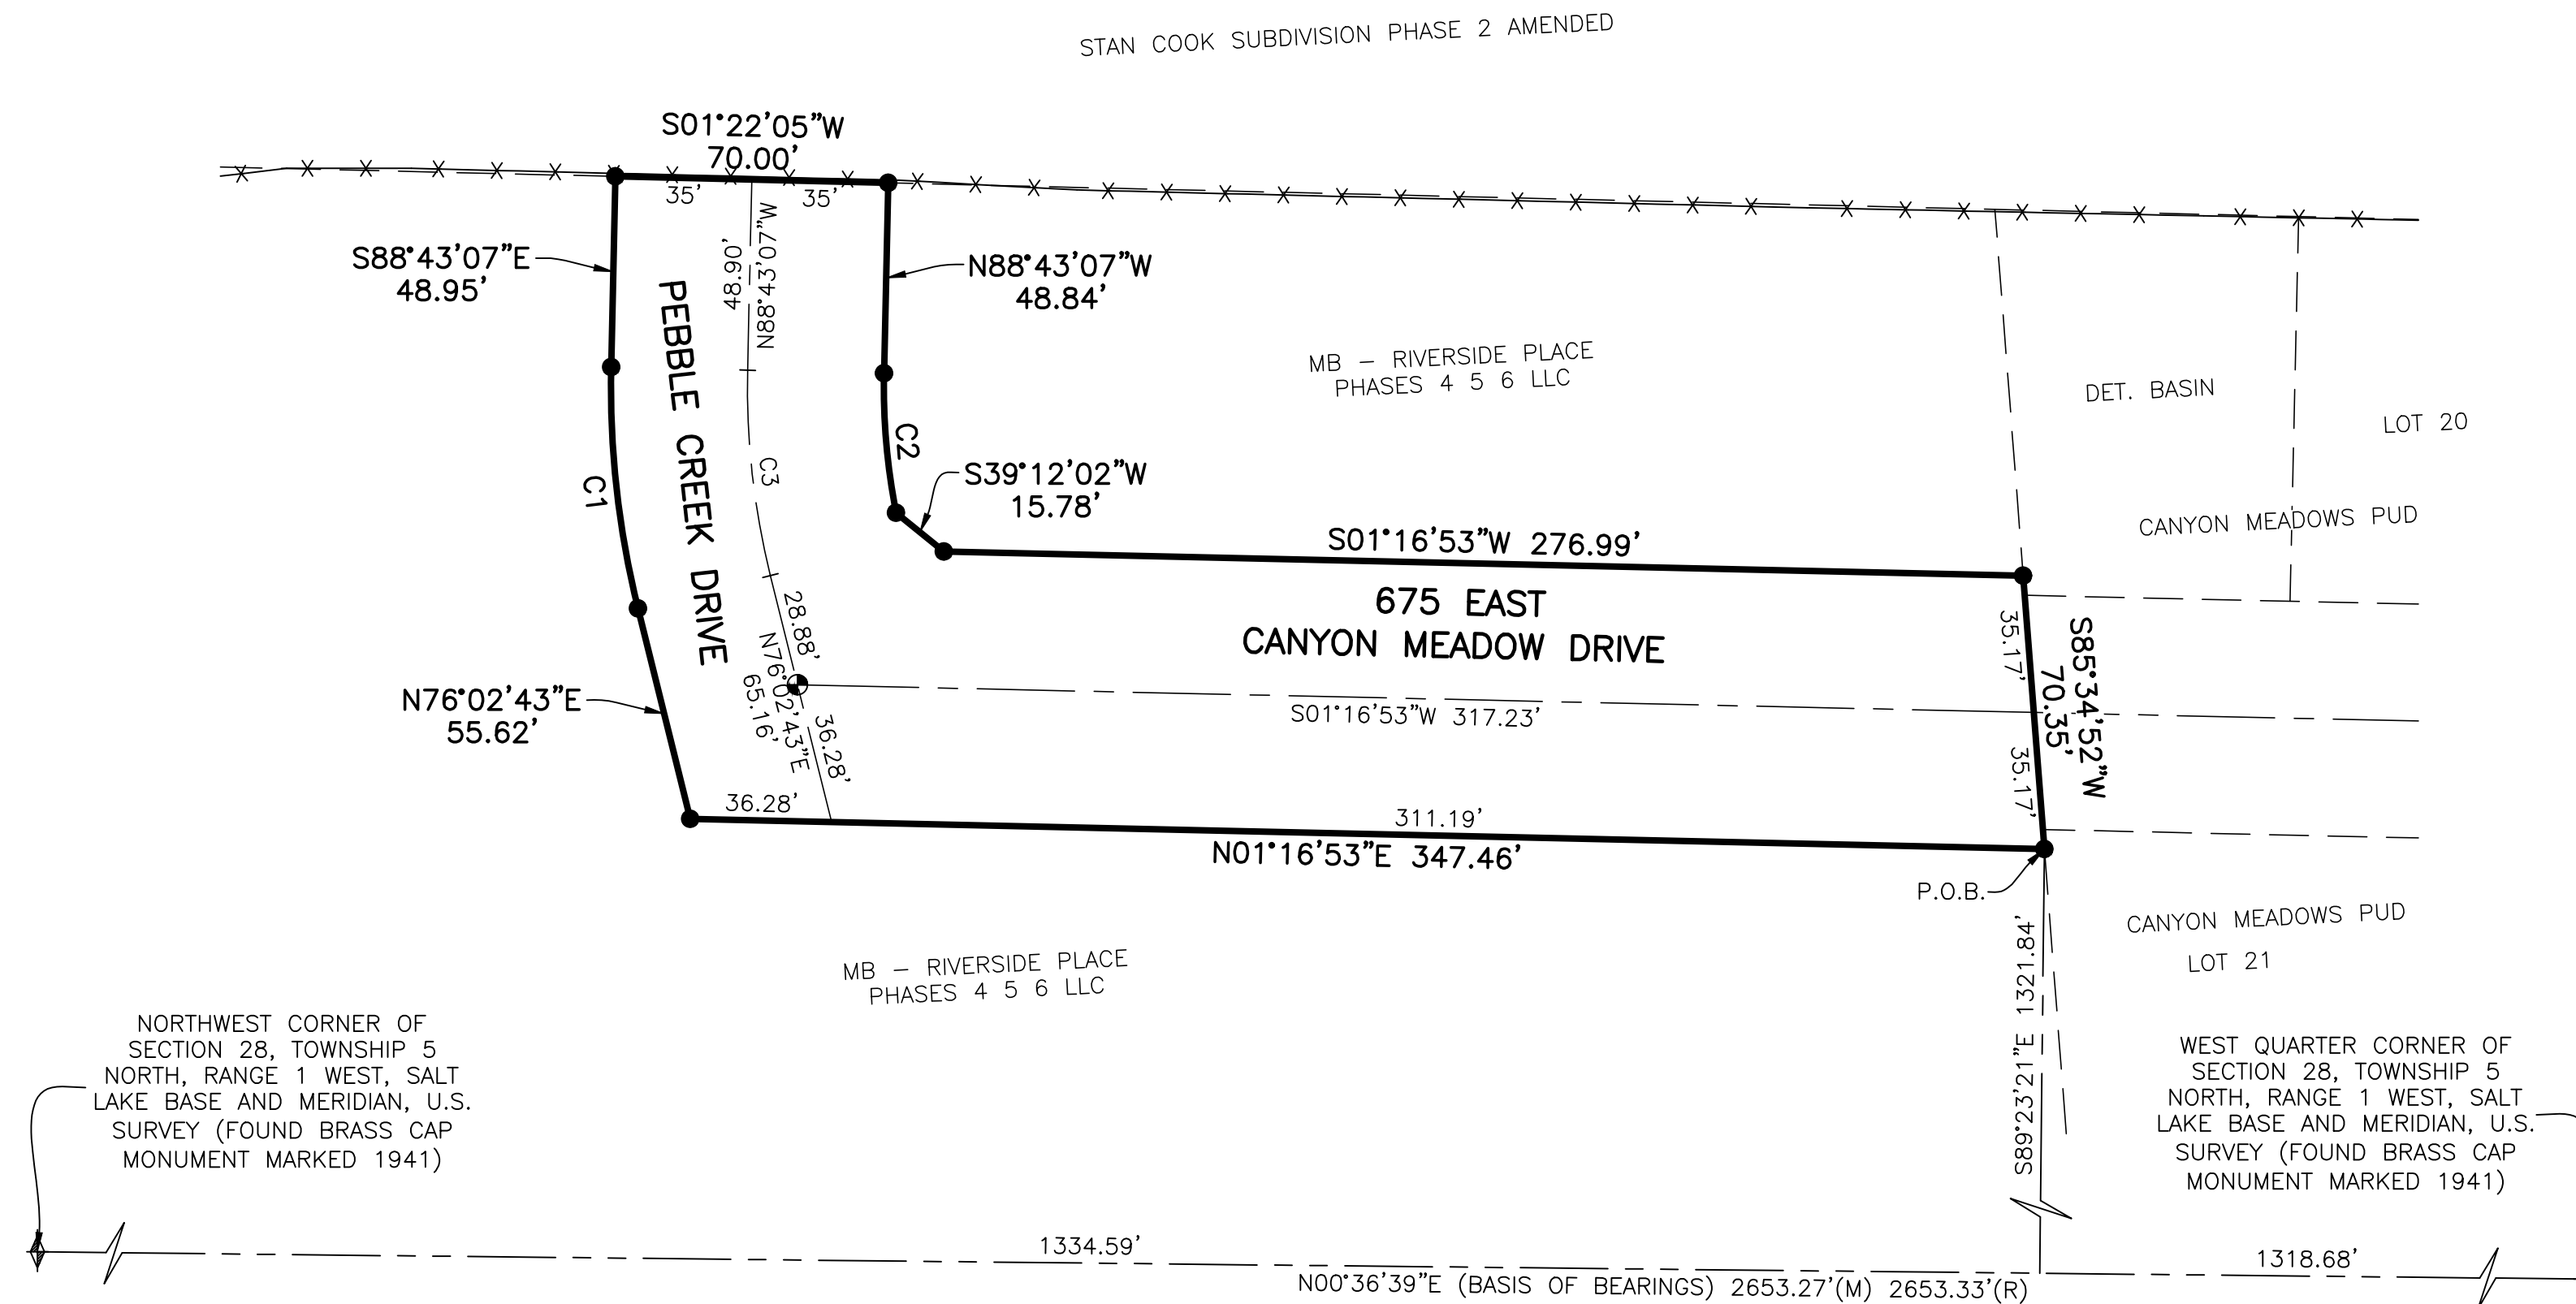 STAN COOK SUBDIVISION PHASE 2 AMENDED
S01°22'05"W
70.00'
35'
35'
S88°43'07"E
48.95'
48.90'
N88°43'07"W
N88°43'07"W
48.84'
PEBBLE CREEK DRIVE
MB – RIVERSIDE PLACE
PHASES 4 5 6 LLC
DET. BASIN
LOT 20
C1
C3
C2
S39°12'02"W
15.78'
CANYON MEADOWS PUD
S01°16'53"W 276.99'
675 EAST
CANYON MEADOW DRIVE
28.88'
N76°02'43"E
65.16'
36.28'
N76°02'43"E
55.62'
S01°16'53"W 317.23'
35.17'
S85°34'52"W
70.35'
35.17'
36.28'
311.19'
N01°16'53"E 347.46'
P.O.B.
CANYON MEADOWS PUD
LOT 21
MB – RIVERSIDE PLACE
PHASES 4 5 6 LLC
S89°23'21"E 1321.84'
NORTHWEST CORNER OF
SECTION 28, TOWNSHIP 5
NORTH, RANGE 1 WEST, SALT
LAKE BASE AND MERIDIAN, U.S.
SURVEY (FOUND BRASS CAP
MONUMENT MARKED 1941)
WEST QUARTER CORNER OF
SECTION 28, TOWNSHIP 5
NORTH, RANGE 1 WEST, SALT
LAKE BASE AND MERIDIAN, U.S.
SURVEY (FOUND BRASS CAP
MONUMENT MARKED 1941)
1334.59'
1318.68'
N00°36'39"E (BASIS OF BEARINGS) 2653.27'(M) 2653.33'(R)